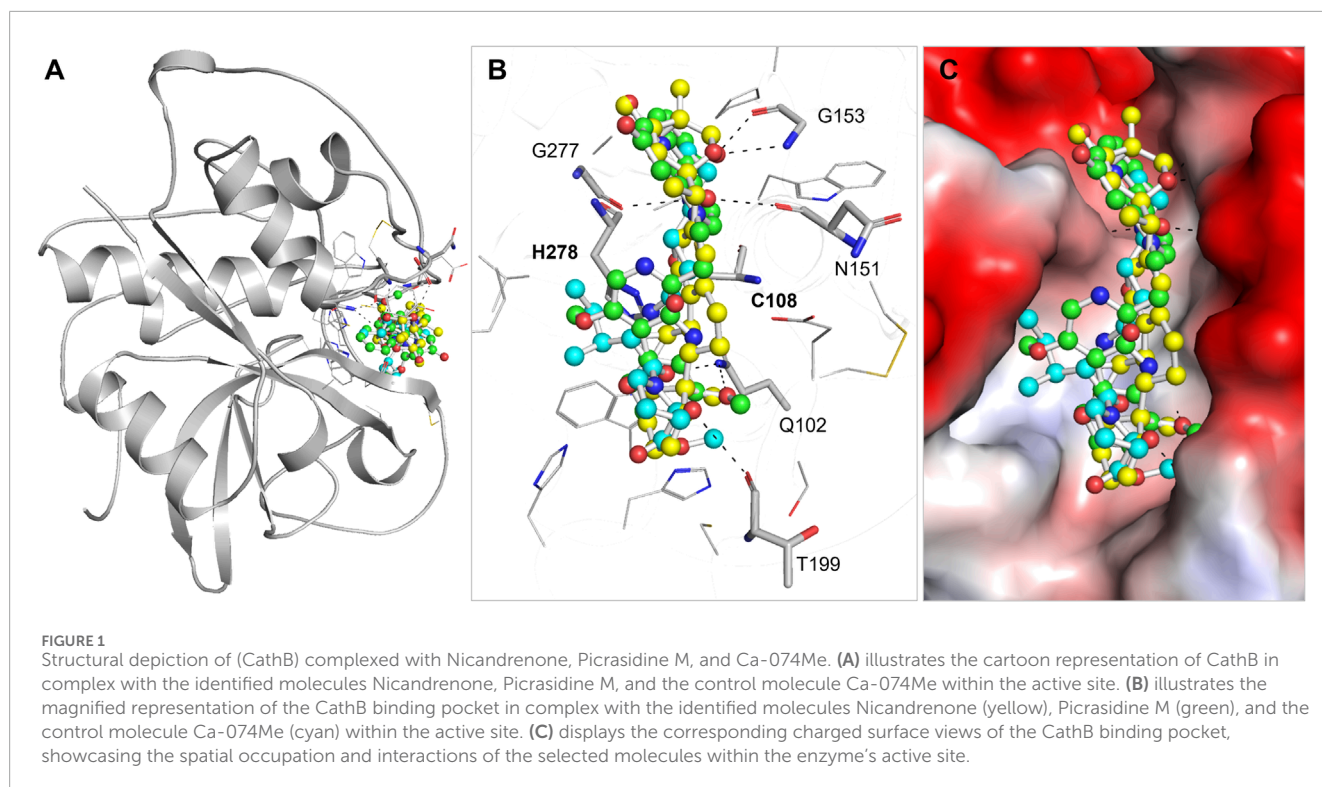 A
B
C
G153
G277
H278
N151
C108
Q102
T199
FIGURE 1
Structural depiction of (CathB) complexed with Nicandrenone, Picrasidine M, and Ca-074Me. (A) illustrates the cartoon representation of CathB in
complex with the identified molecules Nicandrenone, Picrasidine M, and the control molecule Ca-074Me within the active site. (B) illustrates the
magnified representation of the CathB binding pocket in complex with the identified molecules Nicandrenone (yellow), Picrasidine M (green), and the
control molecule Ca-074Me (cyan) within the active site. (C) displays the corresponding charged surface views of the CathB binding pocket,
showcasing the spatial occupation and interactions of the selected molecules within the enzyme’s active site.